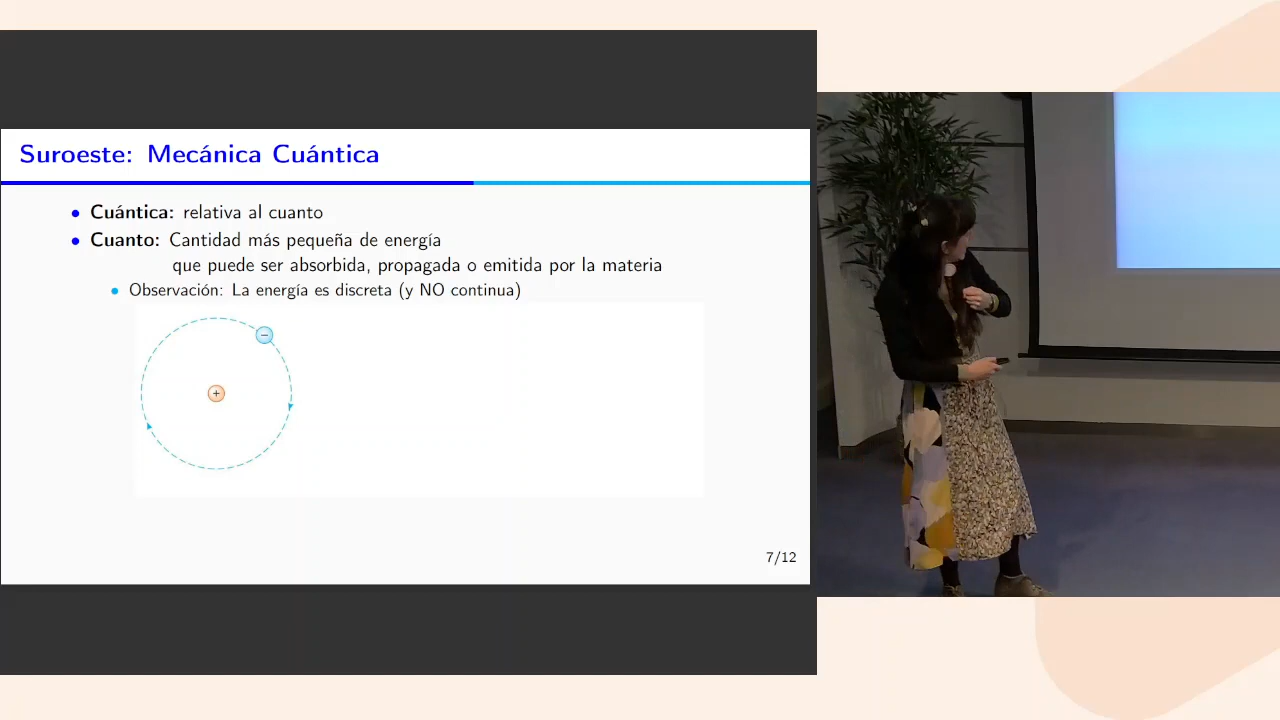 Suroeste: Mecánica Cuántica
• Cuántica: relativa al cuanto
• Cuanto: Cantidad más pequeña de energía
que puede ser absorbida, propagada o emitida por la materia
• Observación: La energía es discreta (y NO continua)
−
+
7/12